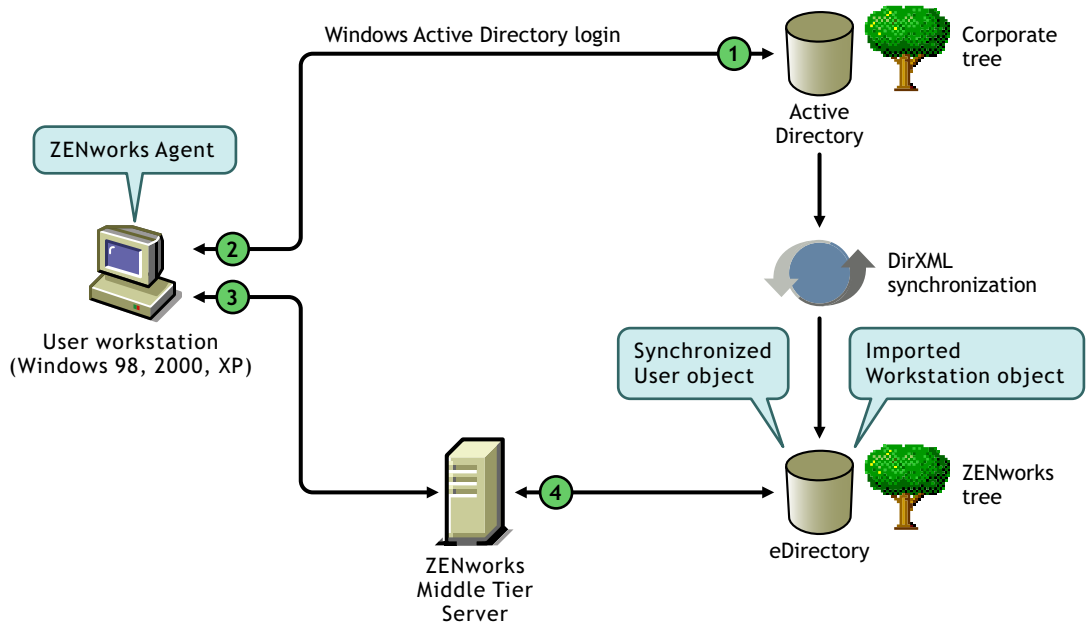 Windows Active Directory login
1
Corporate
tree
Active
Directory
ZENworks Agent
2
3
User workstation
(Windows 98, 2000, XP)
DirXML
synchronization
Synchronized
User object
Imported
Workstation object
4
ZENworks
tree
eDirectory
ZENworks
Middle Tier
Server